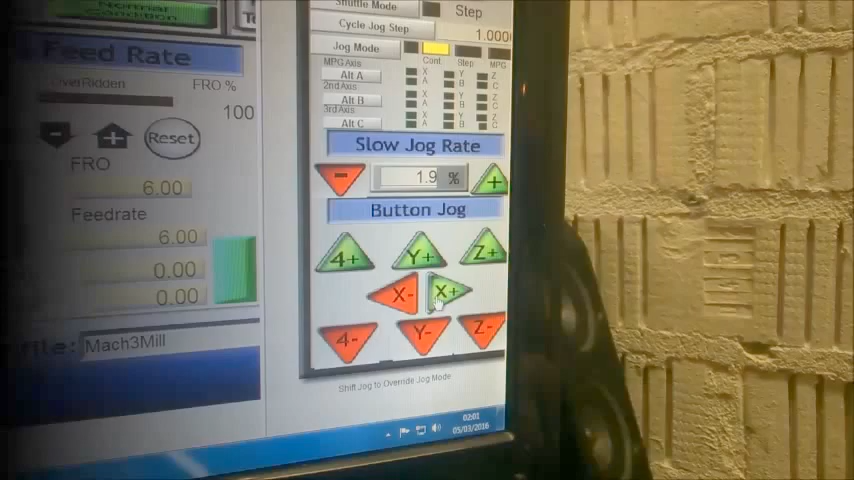 Normal
Condition
Feed Rate
OverRidden
FRO %
100
Reset
FRO
6.00
Feedrate
6.00
0.00
0.00
file:
Mach3Mill
Shuttle Mode
Step
Cycle Jog Step
1.000
Jog Mode
Cont.
Step
MPG
MPG Axis
X Y Z
Alt A
A B C
2nd Axis
X Y Z
Alt B
A B C
3rd Axis
X Y Z
Alt C
A B C
Slow Jog Rate
-
1.9 %
+
Button Jog
4+ Y+ Z+
X- X+
4- Y- Z-
Shift Jog to Override Jog Mode
02:01
05/03/2016